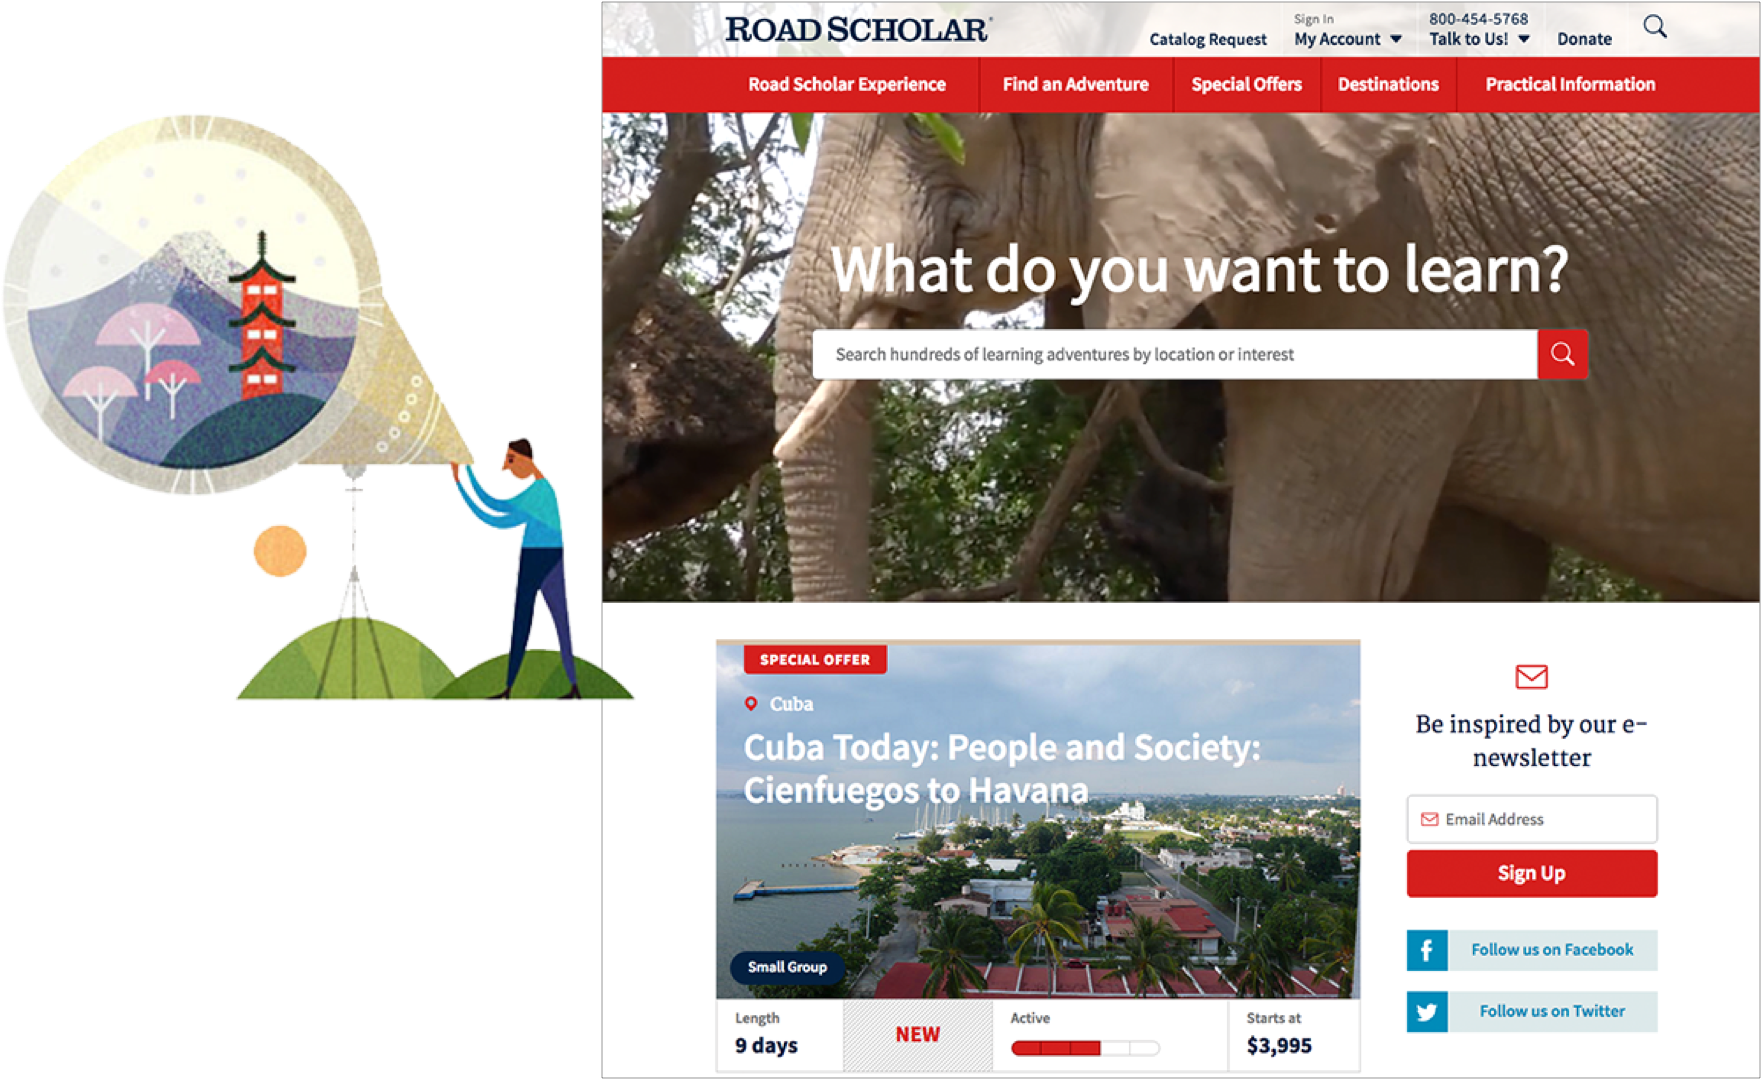 ROAD SCHOLAR®
Catalog Request
Sign In
My Account
800-454-5768
Talk to Us!
Donate
Road Scholar Experience
Find an Adventure
Special Offers
Destinations
Practical Information
What do you want to learn?
Search hundreds of learning adventures by location or interest
SPECIAL OFFER
Cuba
Cuba Today: People and Society:
Cienfuegos to Havana
Small Group
Length
9 days
NEW
Active
Starts at
$3,995
Be inspired by our e-
newsletter
Email Address
Sign Up
Follow us on Facebook
Follow us on Twitter